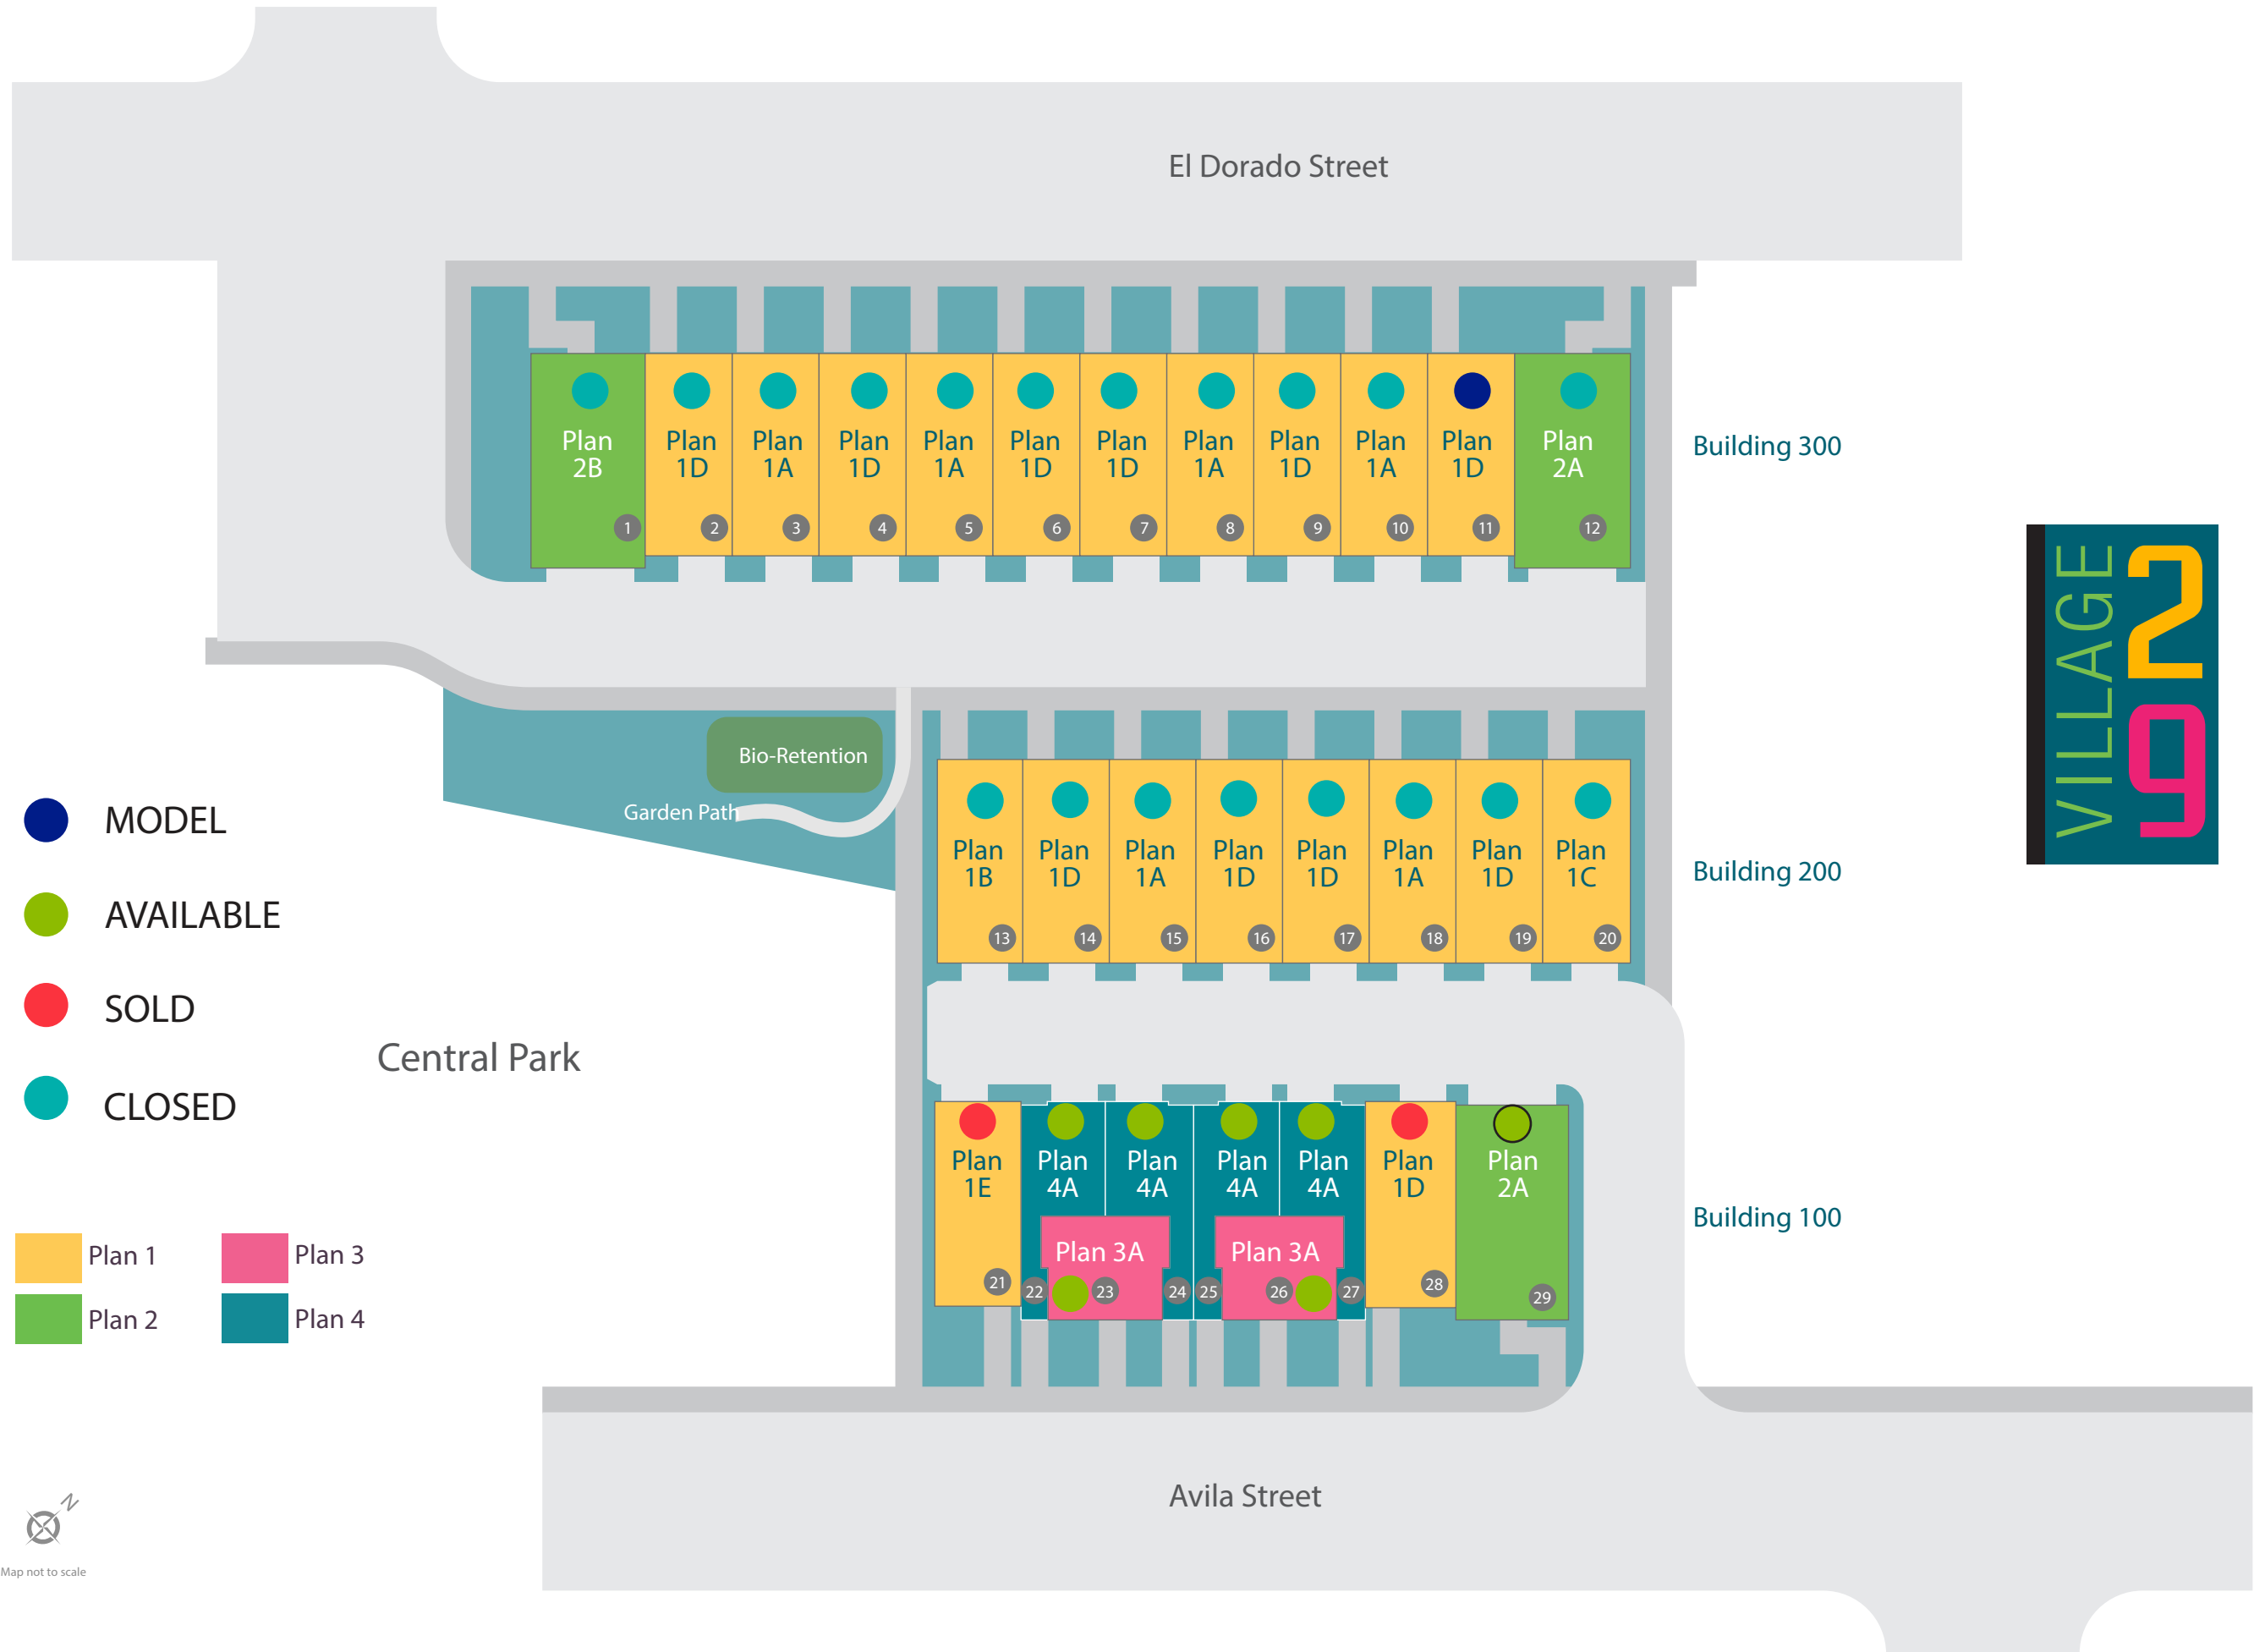 El Dorado Street
Plan
2B
1
Plan
1D
2
Plan
1A
3
Plan
1D
4
Plan
1A
5
Plan
1D
6
Plan
1D
7
Plan
1A
8
Plan
1D
9
Plan
1A
10
Plan
1D
11
Plan
2A
12
Building 300
VILLAGE
29
Bio-Retention
Garden Path
Plan
1B
13
Plan
1D
14
Plan
1A
15
Plan
1D
16
Plan
1D
17
Plan
1A
18
Plan
1D
19
Plan
1C
20
Building 200
MODEL
AVAILABLE
SOLD
CLOSED
Central Park
Plan
1E
21
Plan
4A
22
Plan 3A
23
Plan
4A
24
Plan
4A
25
Plan 3A
26
Plan
4A
27
Plan
1D
28
Plan
2A
29
Building 100
Plan 1
Plan 3
Plan 2
Plan 4
Avila Street
N
Map not to scale